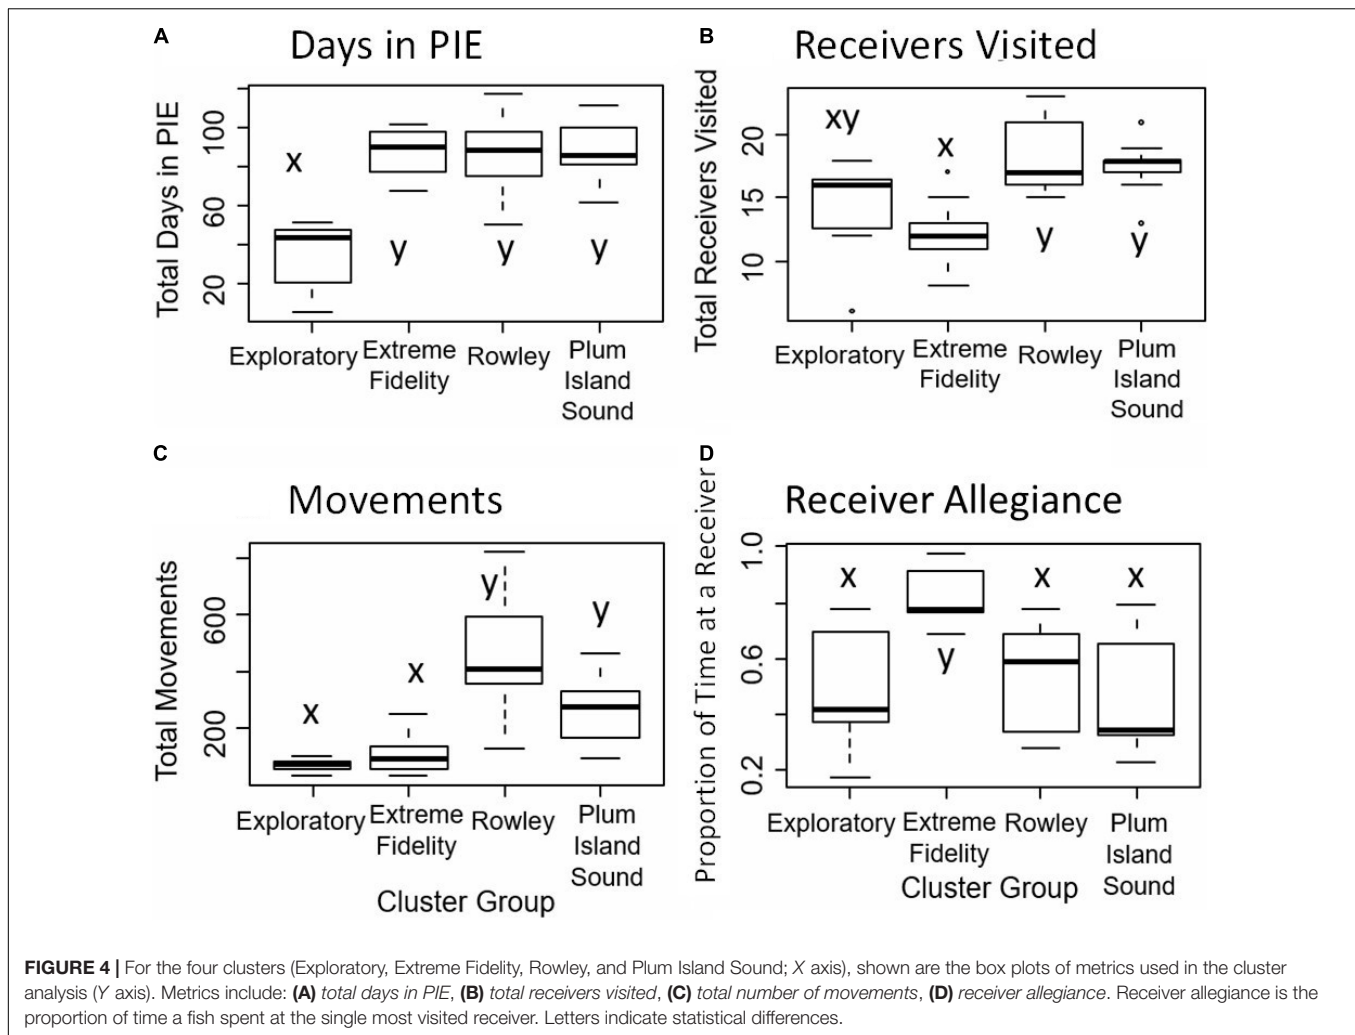 A
Days in PIE
Total Days in PIE
100
60
20
x
y
y
y
Exploratory
Extreme
Fidelity
Rowley
Plum
Island
Sound
B
Receivers Visited
Total Receivers Visited
20
15
10
xy
x
y
y
Exploratory
Extreme
Fidelity
Rowley
Plum
Island
Sound
C
Movements
Total Movements
600
200
x
x
y
y
Exploratory
Extreme
Fidelity
Rowley
Plum
Island
Sound
Cluster Group
D
Receiver Allegiance
Proportion of Time at a Receiver
1.0
0.6
0.2
x
y
x
x
Exploratory
Extreme
Fidelity
Rowley
Plum
Island
Sound
Cluster Group
FIGURE 4 | For the four clusters (Exploratory, Extreme Fidelity, Rowley, and Plum Island Sound; X axis), shown are the box plots of metrics used in the cluster
analysis (Y axis). Metrics include: (A) total days in PIE, (B) total receivers visited, (C) total number of movements, (D) receiver allegiance. Receiver allegiance is the
proportion of time a fish spent at the single most visited receiver. Letters indicate statistical differences.